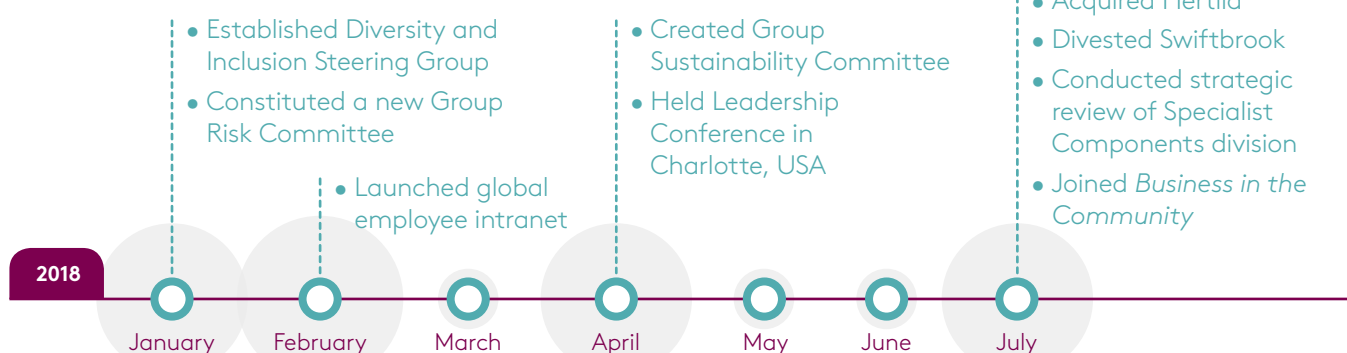 • Established Diversity and
Inclusion Steering Group
• Constituted a new Group
Risk Committee
• Launched global
employee intranet
• Created Group
Sustainability Committee
• Held Leadership
Conference in
Charlotte, USA
• Acquired
• Divested Swiftbrook
• Conducted strategic
review of Specialist
Components division
• Joined Business in the
Community
2018
January February March April May June July